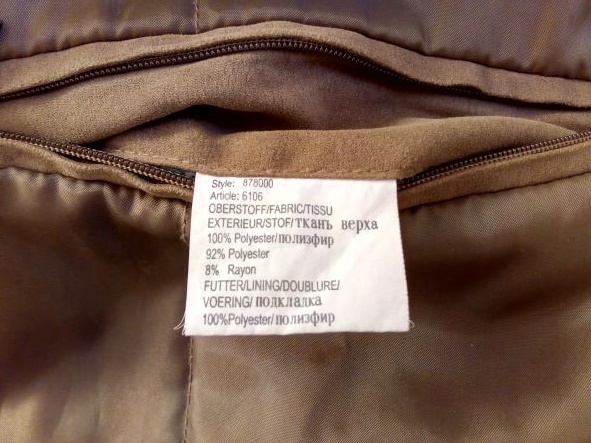 Style: 878000
Article: 6106
OBERSTOFF/FABRIC/TISSU
EXTERIEUR/STOF/ткань верха
100% Polyester/полиэфир
92% Polyester
8% Rayon
FUTTER/LINING/DOUBLURE/
VOERING/подкладка
100%Polyester/полиэфир